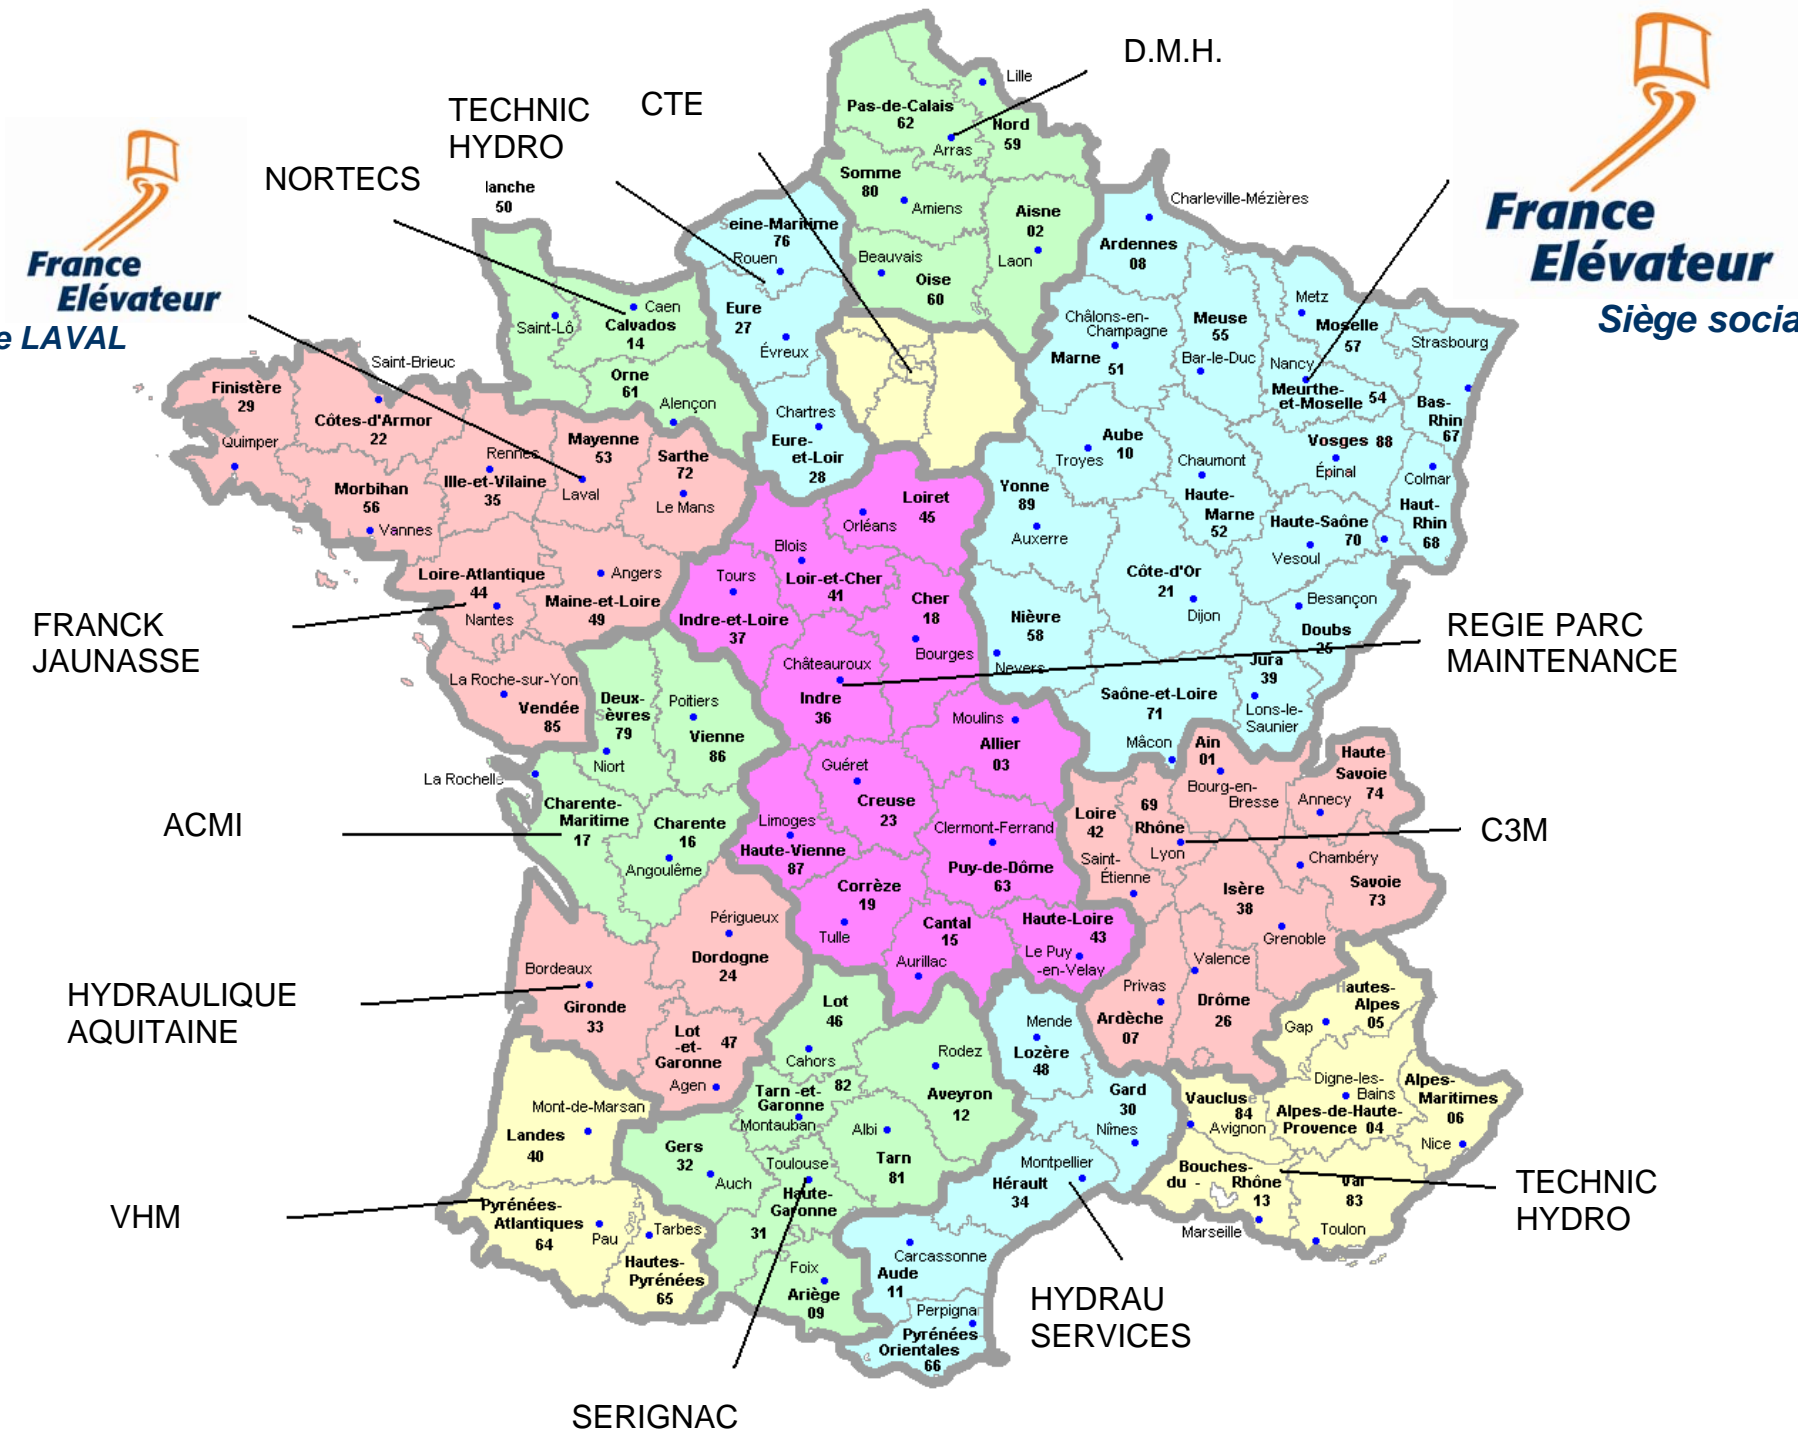 D.M.H.
TECHNIC
HYDRO
CTE
NORTECS
lanche
50
France
Elévateur
e LAVAL
France
Elévateur
Siège socia
Lille
Pas-de-Calais
62
Nord
59
Arras
Somme
80
Amiens
Aisne
02
Laon
Beauvais
Oise
60
Charleville-Mézières
Ardennes
08
Seine-Maritime
76
Rouen
Eure
27
Évreux
Chartres
Eure-
et-Loir
28
Caen
Saint-Lô
Calvados
14
Orne
61
Alençon
Châlons-en-
Champagne
Marne
51
Meuse
55
Bar-le-Duc
Metz
Moselle
57
Nancy
Meurthe-
et-Moselle 54
Strasbourg
Bas-
Rhin
67
Vosges 88
Épinal
Colmar
Haut-
Rhin
68
Aube
10
Troyes
Chaumont
Haute-
Marne
52
Haute-Saône
70
Vesoul
Yonne
89
Auxerre
Côte-d'Or
21
Dijon
Besançon
Doubs
25
Nièvre
58
Nevers
Jura
39
Lons-le-
Saunier
Saône-et-Loire
71
Mâcon
Saint-Brieuc
Finistère
29
Quimper
Côtes-d'Armor
22
Morbihan
56
Vannes
Rennes
Ille-et-Vilaine
35
Mayenne
53
Laval
Sarthe
72
Le Mans
Loire-Atlantique
44
Nantes
Angers
Maine-et-Loire
49
La Roche-sur-Yon
Vendée
85
FRANCK
JAUNASSE
Loiret
45
Orléans
Blois
Loir-et-Cher
41
Tours
Indre-et-Loire
37
Cher
18
Bourges
Châteauroux
Indre
36
REGIE PARC
MAINTENANCE
Moulins
Allier
03
Guéret
Creuse
23
Limoges
Haute-Vienne
87
Clermont-Ferrand
Puy-de-Dôme
63
Corrèze
19
Tulle
Cantal
15
Aurillac
Haute-Loire
43
Le Puy
-en-Velay
Deux-
Sèvres
79
Niort
Poitiers
Vienne
86
La Rochelle
Charente-
Maritime
17
Charente
16
Angoulême
ACMI
Ain
01
Bourg-en-
Bresse
Haute
Savoie
74
Annecy
Loire
42
69
Rhône
Lyon
Saint-
Étienne
Chambéry
Savoie
73
Isère
38
Grenoble
Valence
Drôme
26
Privas
Ardèche
07
C3M
Périgueux
Dordogne
24
Bordeaux
Gironde
33
Lot
-et-
Garonne
47
Agen
HYDRAULIQUE
AQUITAINE
Mont-de-Marsan
Landes
40
Pyrénées-
Atlantiques
64
Pau
Tarbes
Hautes-
Pyrénées
65
VHM
Lot
46
Cahors
Rodez
Aveyron
12
Tarn -et-
Garonne
82
Montauban
Albi
Tarn
81
Gers
32
Auch
Toulouse
Haute-
Garonne
31
Foix
Ariège
09
SERIGNAC
Mende
Lozère
48
Gard
30
Nîmes
Montpellier
Hérault
34
Carcassonne
Aude
11
Perpigna
Pyrénées
Orientales
66
HYDRAU
SERVICES
Hautes-
Alpes
05
Gap
Digne-les-
Bains
Alpes-de-Haute-
Provence 04
Alpes-
Maritimes
06
Nice
Vaucluse
84
Avignon
Bouches-
du - Rhône
13
Marseille
Var
83
Toulon
TECHNIC
HYDRO